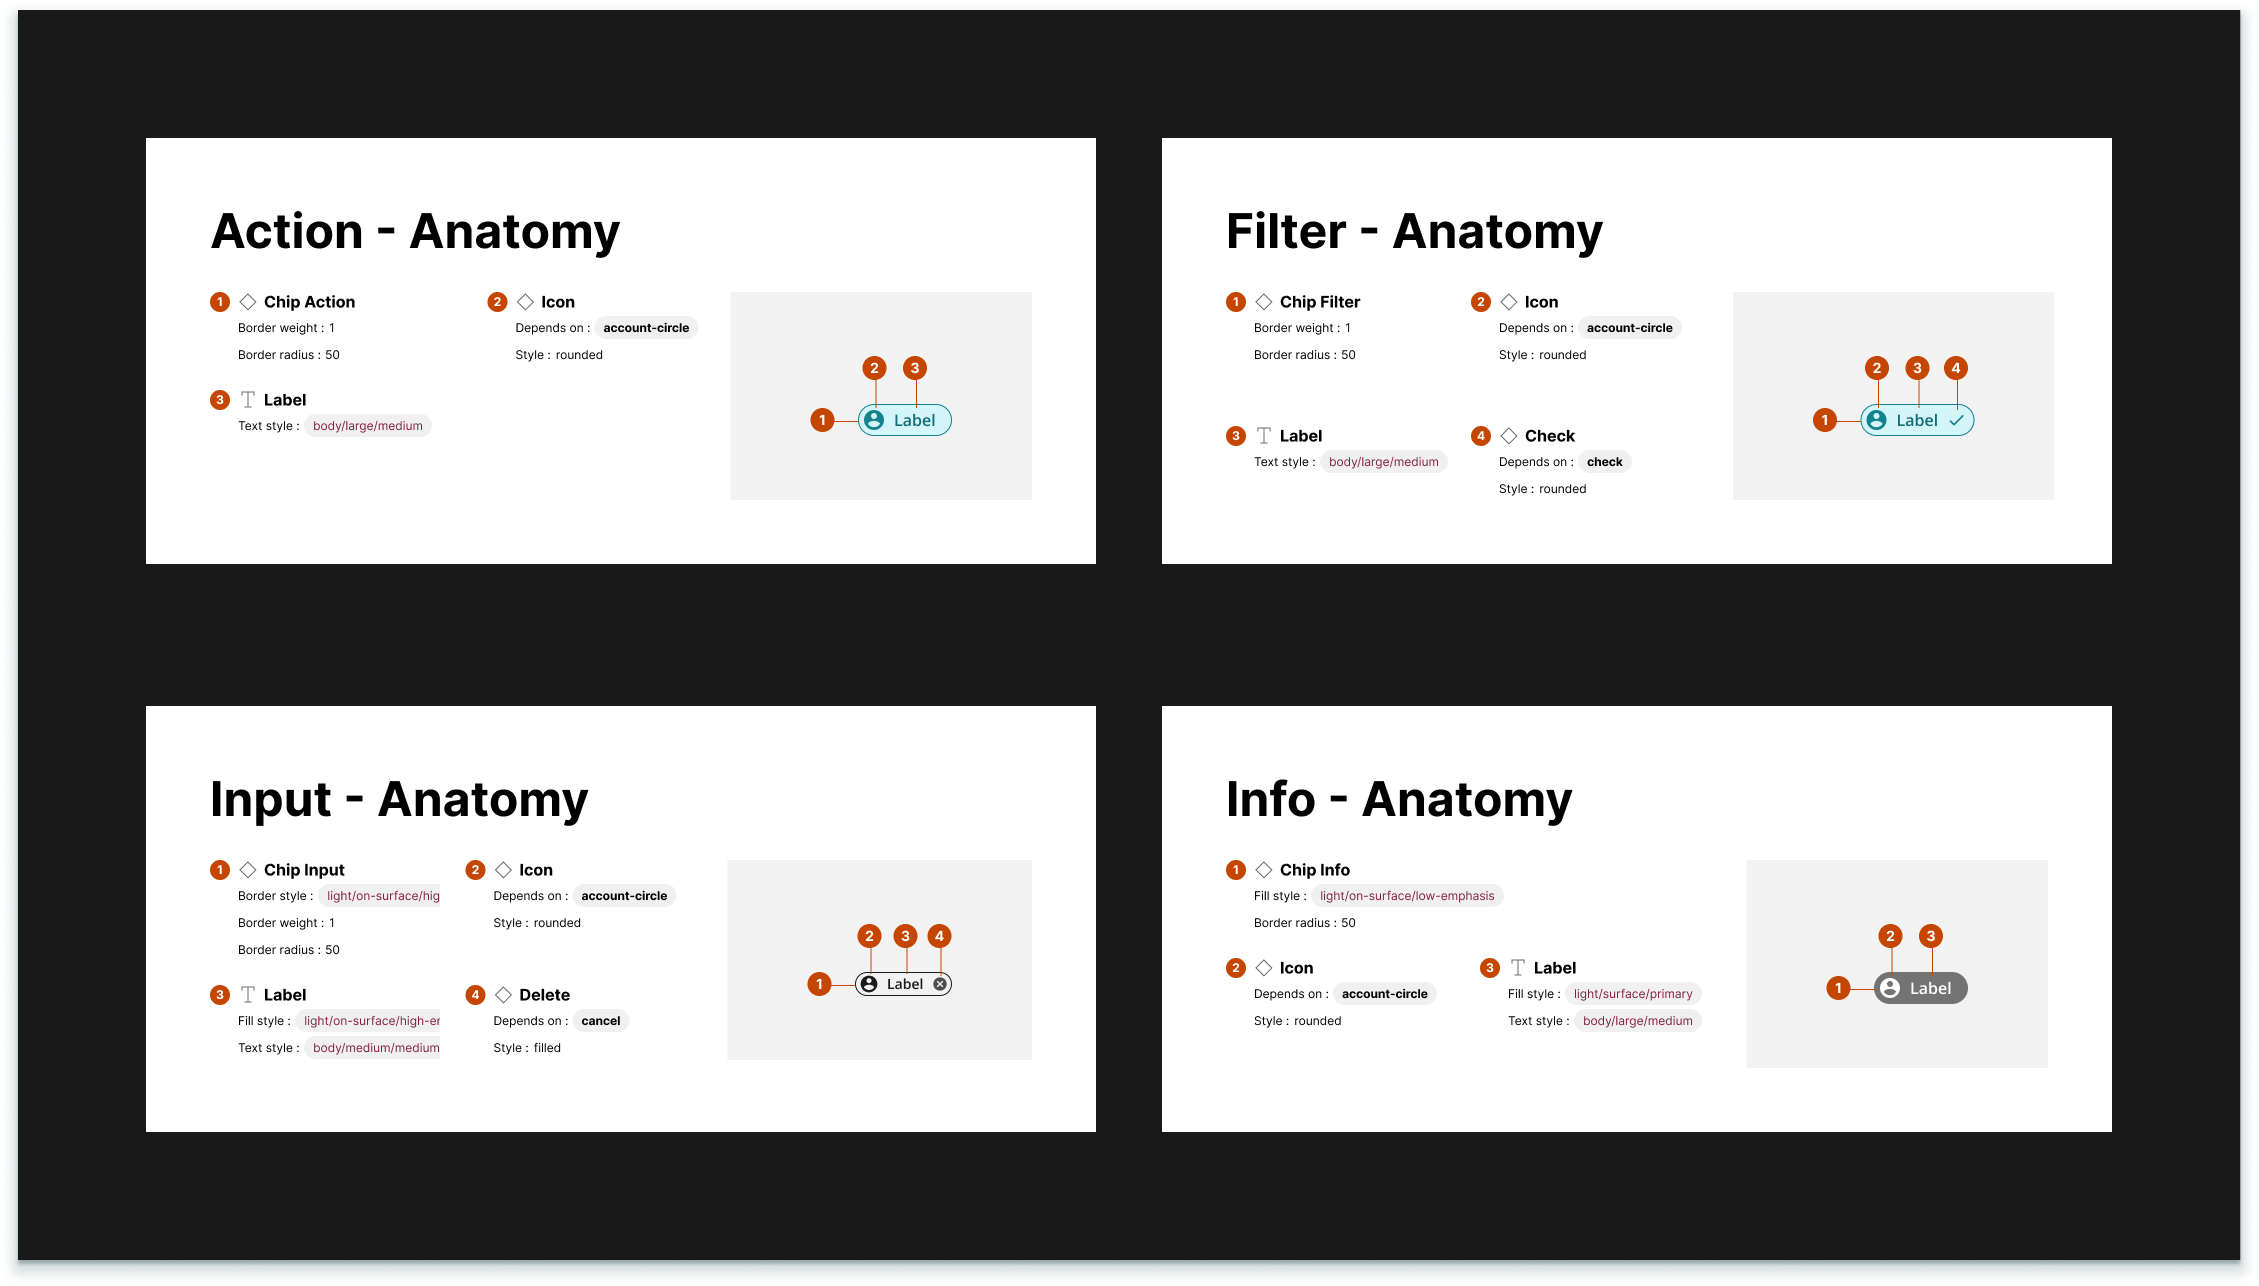 Action - Anatomy
1 Chip Action
Border weight : 1
Border radius : 50
2 Icon
Depends on : account-circle
Style : rounded
3 Label
Text style : body/large/medium
2 3
1 Label
Filter - Anatomy
1 Chip Filter
Border weight : 1
Border radius : 50
2 Icon
Depends on : account-circle
Style : rounded
3 Label
Text style : body/large/medium
4 Check
Depends on : check
Style : rounded
2 3 4
1 Label
Input - Anatomy
1 Chip Input
Border style : light/on-surface/hig
Border weight : 1
Border radius : 50
2 Icon
Depends on : account-circle
Style : rounded
3 Label
Fill style : light/on-surface/high-er
Text style : body/medium/medium
4 Delete
Depends on : cancel
Style : filled
2 3 4
1 Label
Info - Anatomy
1 Chip Info
Fill style : light/on-surface/low-emphasis
Border radius : 50
2 Icon
Depends on : account-circle
Style : rounded
3 Label
Fill style : light/surface/primary
Text style : body/large/medium
2 3
1 Label